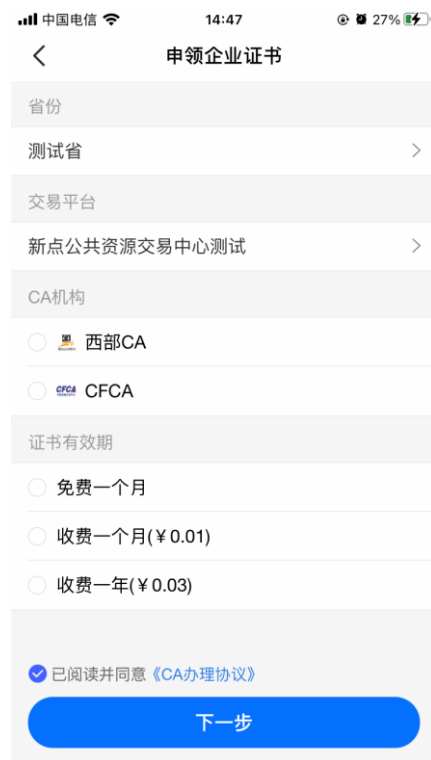 中国电信 14:47 27%
申领企业证书
省份
测试省
交易平台
新点公共资源交易中心测试
CA机构
西部CA
CFCA CFCA
证书有效期
免费一个月
收费一个月(¥0.01)
收费一年(¥0.03)
已阅读并同意《CA办理协议》
下一步